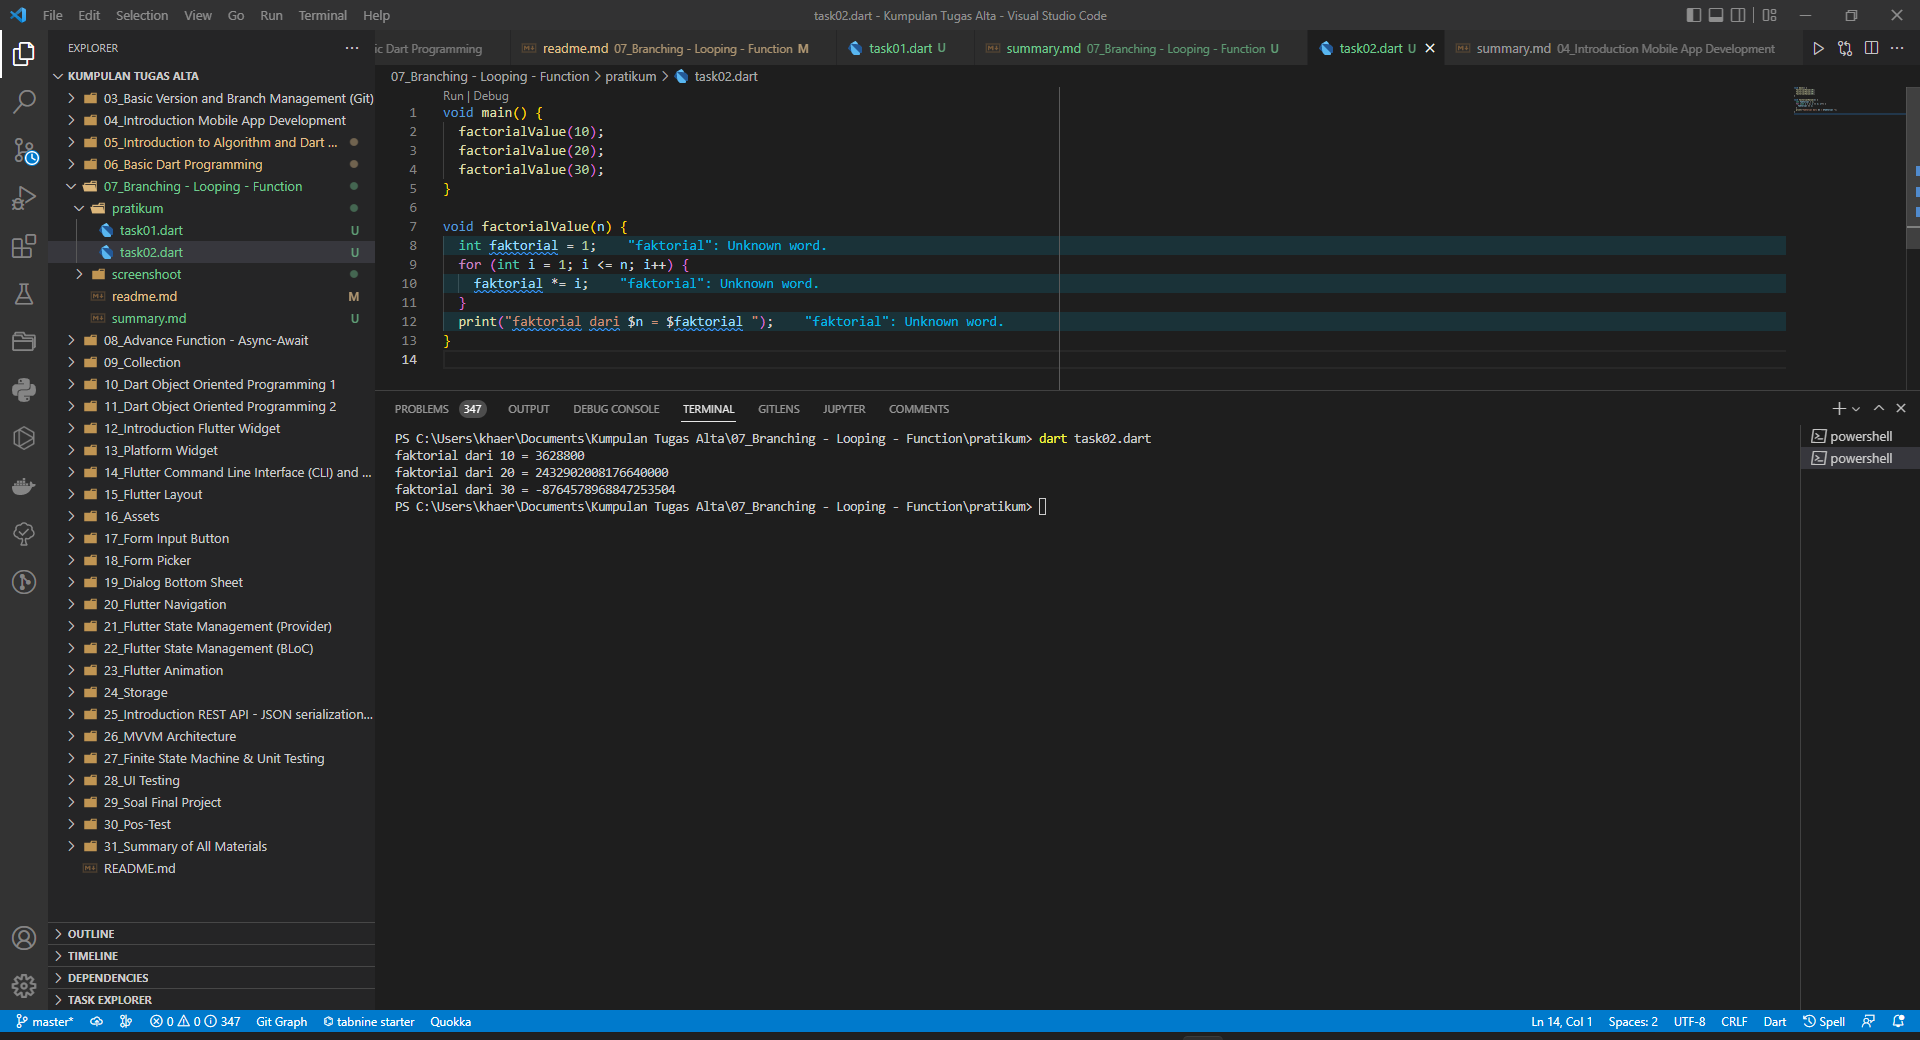 File Edit Selection View Go Run Terminal Help
task02.dart - Kumpulan Tugas Alta - Visual Studio Code
EXPLORER
KUMPULAN TUGAS ALTA
03_Basic Version and Branch Management (Git)
04_Introduction Mobile App Development
05_Introduction to Algorithm and Dart ...
06_Basic Dart Programming
07_Branching - Looping - Function
pratikum
task01.dart U
task02.dart U
screenshoot
readme.md M
summary.md U
08_Advance Function - Async-Await
09_Collection
10_Dart Object Oriented Programming 1
11_Dart Object Oriented Programming 2
12_Introduction Flutter Widget
13_Platform Widget
14_Flutter Command Line Interface (CLI) and ...
15_Flutter Layout
16_Assets
17_Form Input Button
18_Form Picker
19_Dialog Bottom Sheet
20_Flutter Navigation
21_Flutter State Management (Provider)
22_Flutter State Management (BLoC)
23_Flutter Animation
24_Storage
25_Introduction REST API - JSON serialization...
26_MVVM Architecture
27_Finite State Machine & Unit Testing
28_UI Testing
29_Soal Final Project
30_Pos-Test
31_Summary of All Materials
README.md
OUTLINE
TIMELINE
DEPENDENCIES
TASK EXPLORER
ic Dart Programming
readme.md 07_Branching - Looping - Function M
task01.dart U
summary.md 07_Branching - Looping - Function U
task02.dart U
summary.md 04_Introduction Mobile App Development
07_Branching - Looping - Function > pratikum > task02.dart
Run | Debug
1 void main() {
2 factorialValue(10);
3 factorialValue(20);
4 factorialValue(30);
5 }
6
7 void factorialValue(n) {
8 int faktorial = 1; "faktorial": Unknown word.
9 for (int i = 1; i <= n; i++) {
10 faktorial *= i; "faktorial": Unknown word.
11 }
12 print("faktorial dari $n = $faktorial "); "faktorial": Unknown word.
13 }
14
PROBLEMS 347 OUTPUT DEBUG CONSOLE TERMINAL GITLENS JUPYTER COMMENTS
PS C:\Users\khaer\Documents\Kumpulan Tugas Alta\07_Branching - Looping - Function\pratikum> dart task02.dart
faktorial dari 10 = 3628800
faktorial dari 20 = 2432902008176640000
faktorial dari 30 = -8764578968847253504
PS C:\Users\khaer\Documents\Kumpulan Tugas Alta\07_Branching - Looping - Function\pratikum>
powershell
powershell
master* 0 0 347 Git Graph tabnine starter Quokka
Ln 14, Col 1 Spaces: 2 UTF-8 CRLF Dart Spell